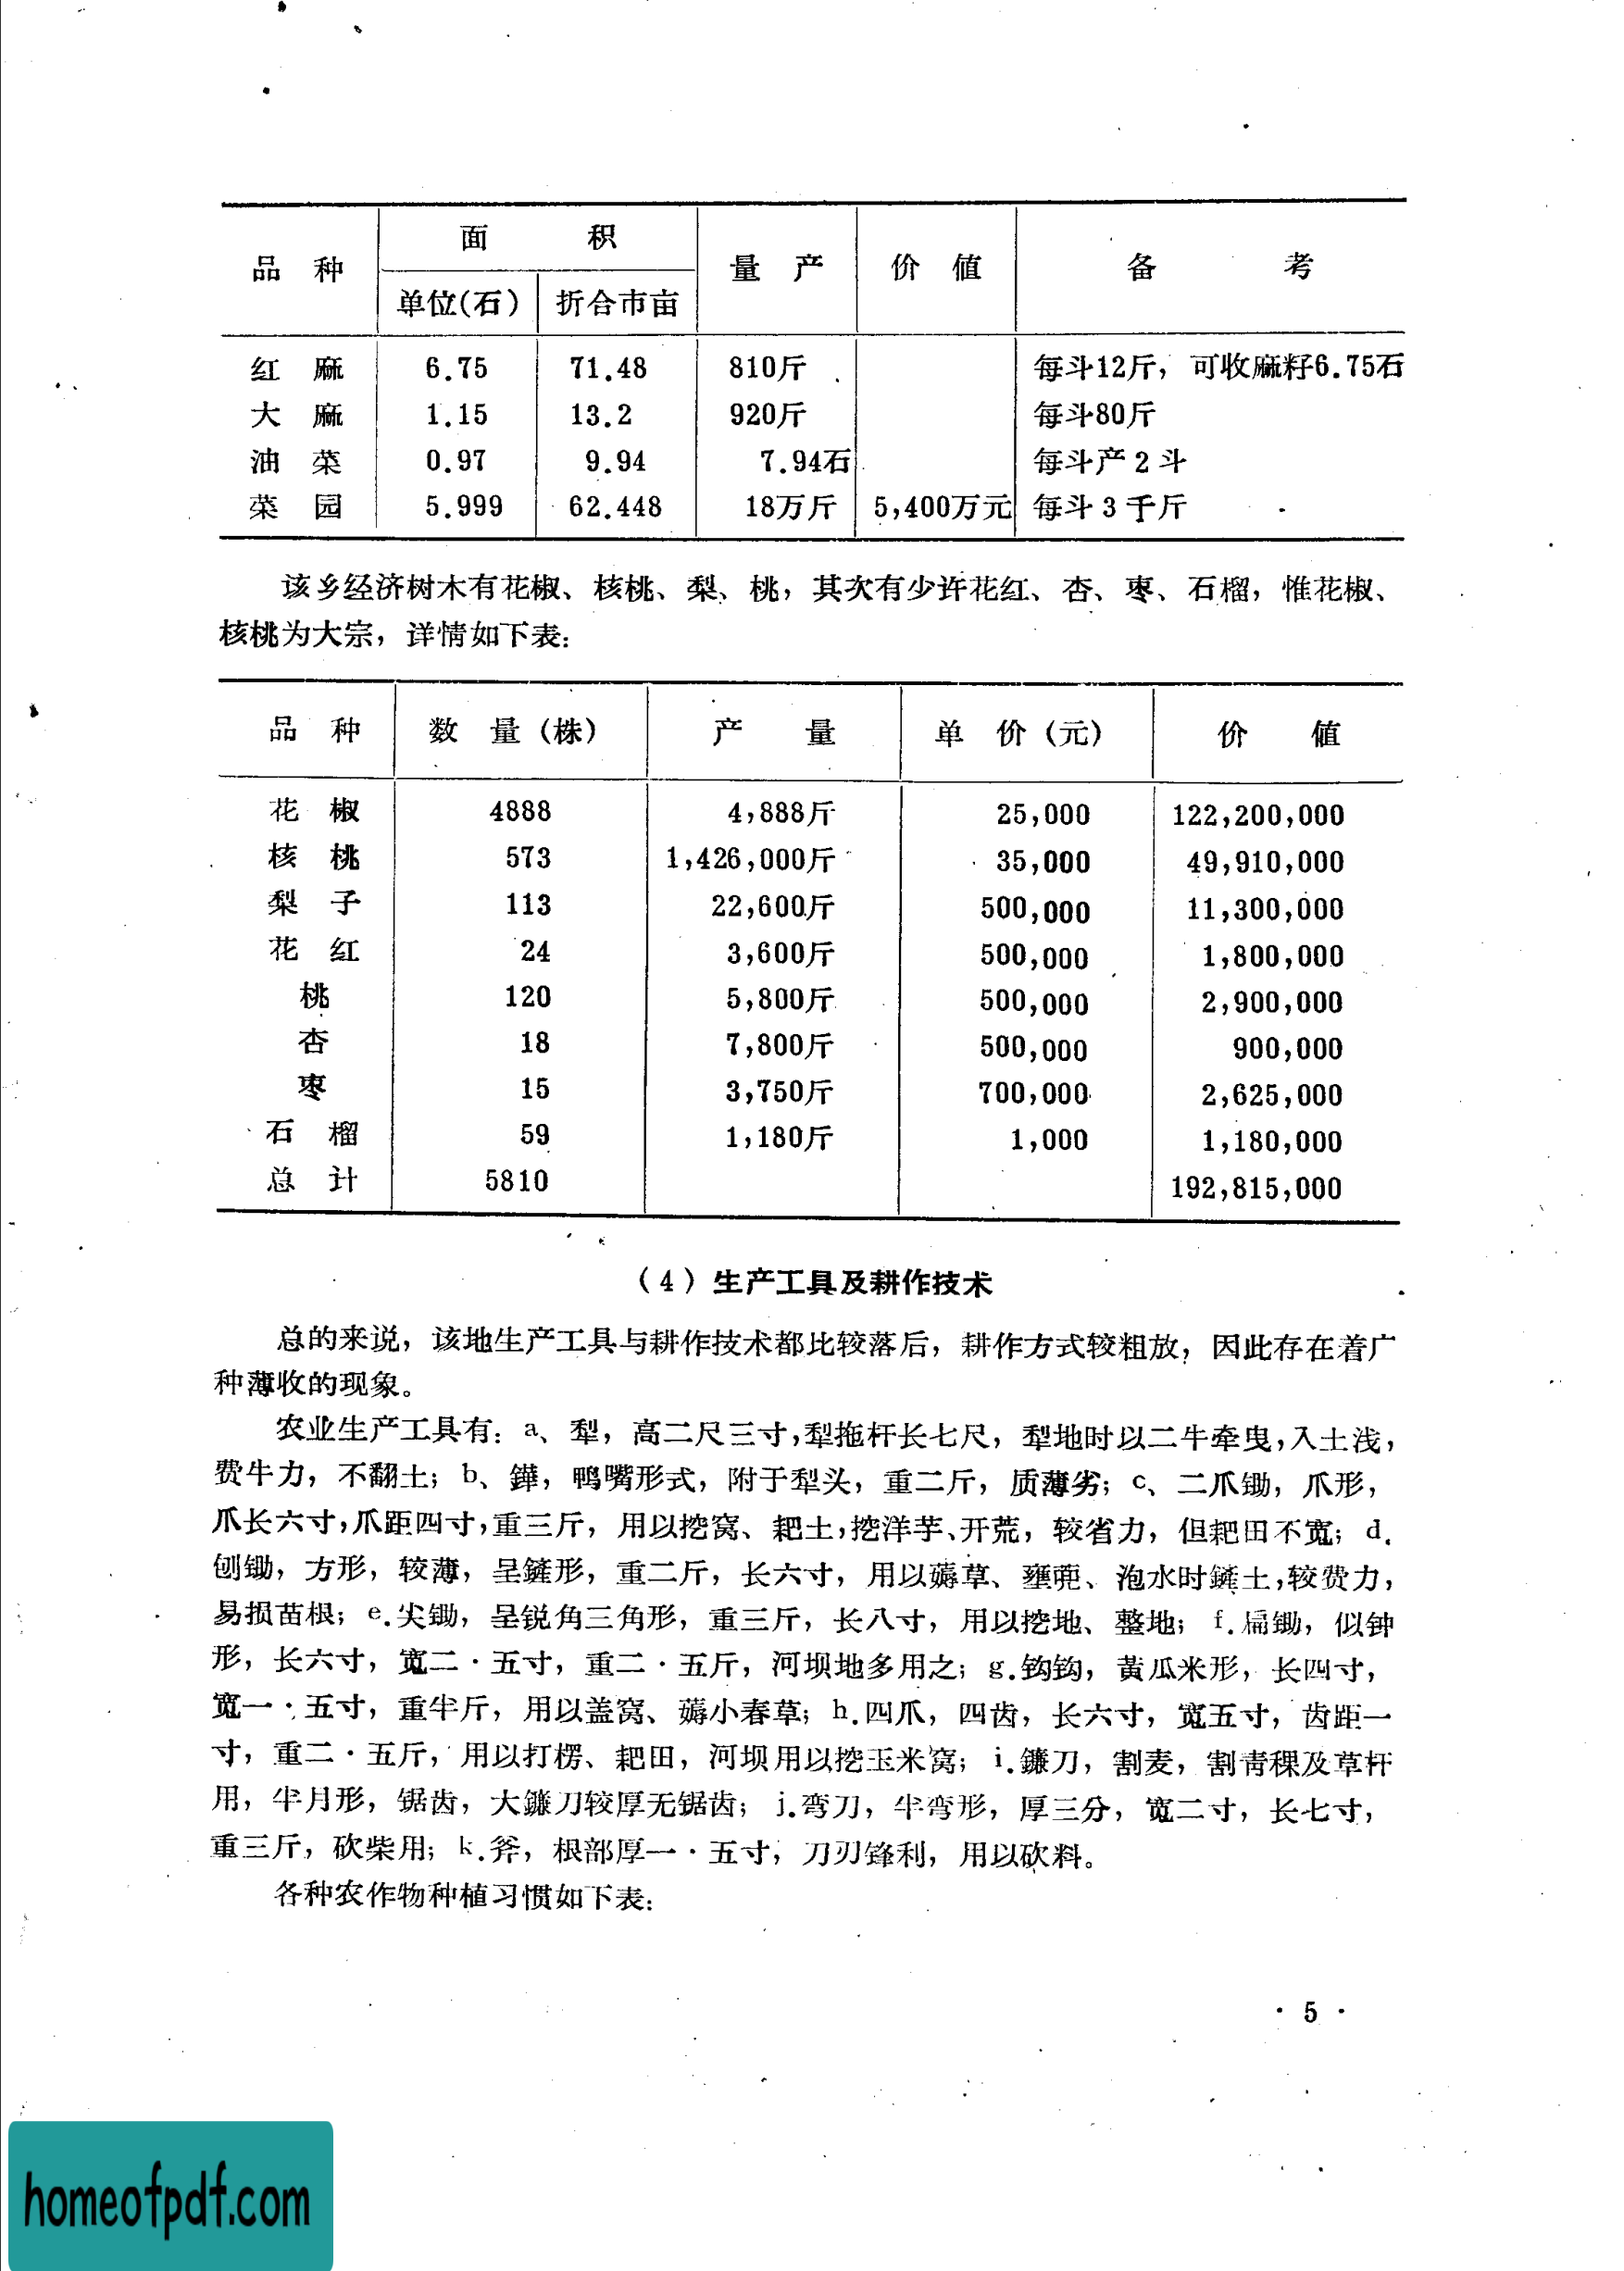 品　种　面　　积　量　产　价　值　备　　考
单位(石)　折合市亩
红　麻　6.75　71.48　810斤　每斗12斤，可收麻籽6.75石
大　麻　1.15　13.2　920斤　每斗80斤
油　菜　0.97　9.94　7.94石　每斗产2斗
菜　园　5.999　62.448　18万斤　5,400万元　每斗3千斤
该乡经济树木有花椒、核桃、梨、桃，其次有少许花红、杏、枣、石榴，惟花椒、
核桃为大宗，详情如下表：
品　种　数　量（株）　产　　量　单　价（元）　价　　值
花　椒　4888　4,888斤　25,000　122,200,000
核　桃　573　1,426,000斤　35,000　49,910,000
梨　子　113　22,600斤　500,000　11,300,000
花　红　24　3,600斤　500,000　1,800,000
桃　120　5,800斤　500,000　2,900,000
杏　18　7,800斤　500,000　900,000
枣　15　3,750斤　700,000　2,625,000
石　榴　59　1,180斤　1,000　1,180,000
总　计　5810　192,815,000
（4）生产工具及耕作技术
总的来说，该地生产工具与耕作技术都比较落后，耕作方式较粗放，因此存在着广
种薄收的现象。
农业生产工具有：a、犁，高二尺三寸，犁拖杆长七尺，犁地时以二牛牵曳，入土浅，
费牛力，不翻土；b、鏵，鸭嘴形式，附于犁头，重二斤，质薄劣；c、二爪锄，爪形，
爪长六寸，爪距四寸，重三斤，用以挖窝、耙土，挖洋芋、开荒，较省力，但耙田不宽；d.
刨锄，方形，较薄，呈鏟形，重二斤，长六寸，用以薅草、壅蔸、泡水时鏟土，较费力，
易损苗根；e.尖锄，呈锐角三角形，重三斤，长八寸，用以挖地、整地；f.扁锄，似钟
形，长六寸，宽二·五寸，重二·五斤，河坝地多用之；g.钩钩，黄瓜米形，长四寸，
宽一·五寸，重半斤，用以盖窝、薅小春草；h.四爪，四齿，长六寸，宽五寸，齿距一
寸，重二·五斤，用以打楞、耙田，河坝用以挖玉米窝；i.鐮刀，割麦，割青稞及草杆
用，半月形，锯齿，大鐮刀较厚无锯齿；j.弯刀，半弯形，厚三分，宽二寸，长七寸，
重三斤，砍柴用；k.斧，根部厚一·五寸，刀刃锋利，用以砍料。
各种农作物种植习惯如下表：
· 5 ·
homeofpdf.com